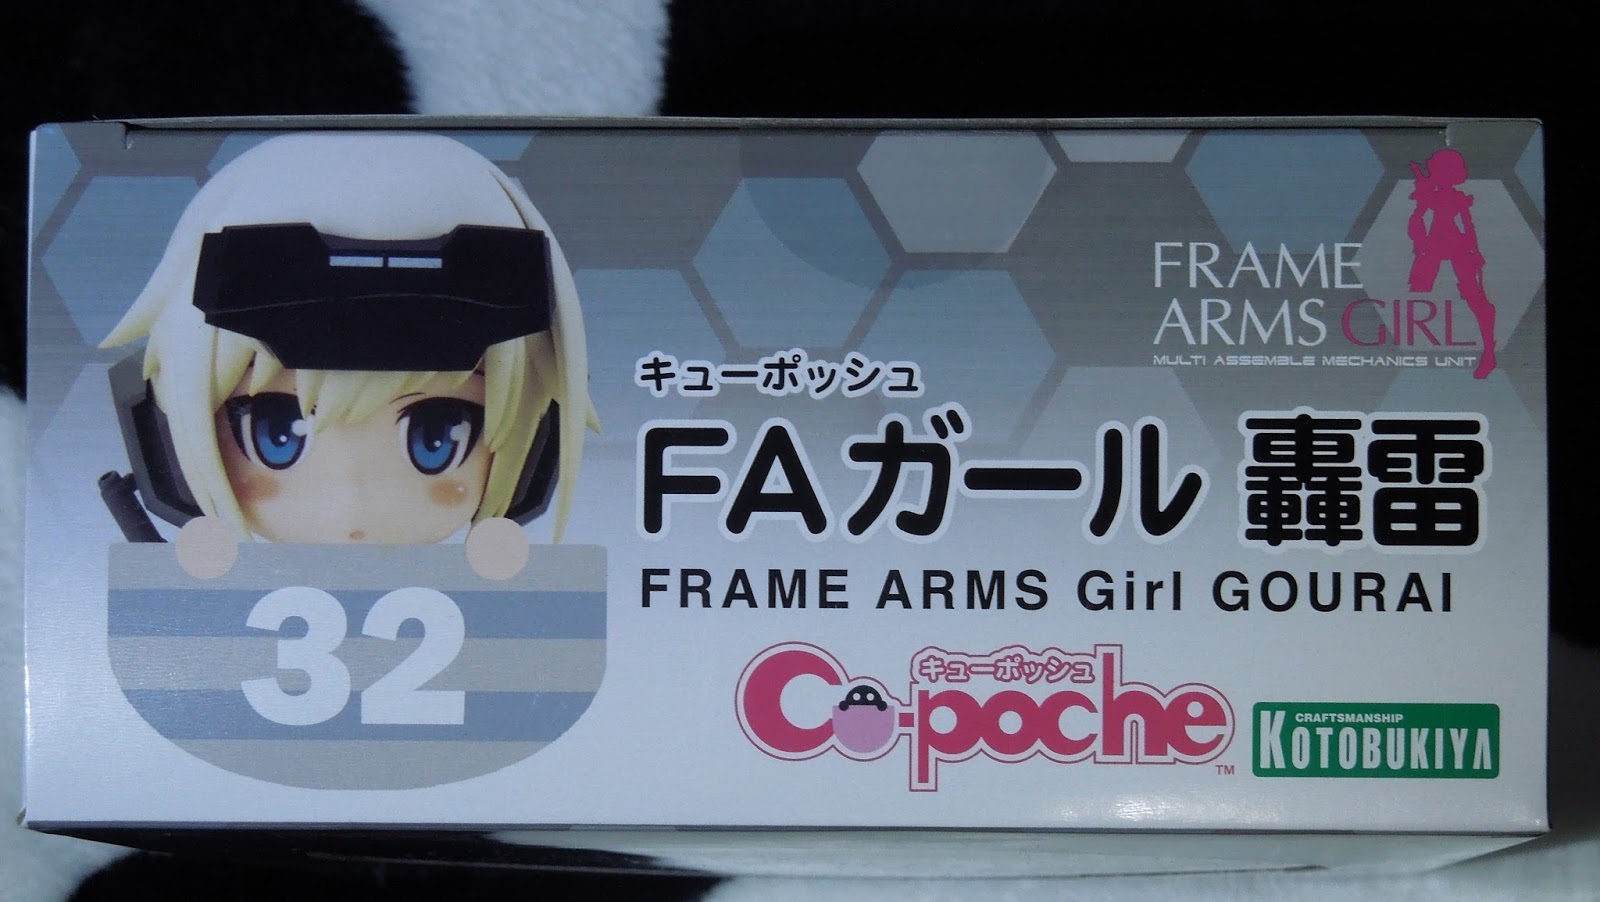 FRAME
ARMS GIRL
MULTI ASSEMBLE MECHANICS UNIT
キューポッシュ
FAガール 轟雷
FRAME ARMS Girl GOURAI
32
キューポッシュ
Cu-poche
TM
CRAFTSMANSHIP
KOTOBUKIYA